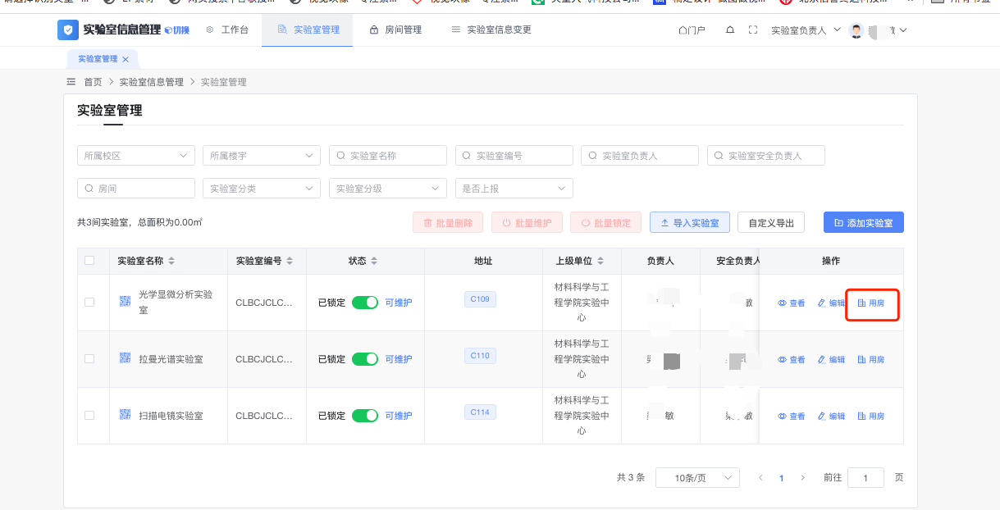 实验室信息管理 切换 工作台 实验室管理 房间管理 实验室信息变更 门户 实验室负责人
实验室管理
首页 > 实验室信息管理 > 实验室管理
实验室管理
所属校区 所属楼宇 实验室名称 实验室编号 实验室负责人 实验室安全负责人
房间 实验室分类 实验室分级 是否上报
共3间实验室，总面积为0.00㎡ 批量删除 批量维护 批量锁定 导入实验室 自定义导出 添加实验室
实验室名称 实验室编号 状态 地址 上级单位 负责人 安全负责人 操作
光学显微分析实验
室
CLBCJCLC... 已锁定 可维护 C109
材料科学与工
程学院实验中
心
敏 查看 编辑 用房
拉曼光谱实验室 CLBCJCLC... 已锁定 可维护 C110
材料科学与工
程学院实验中
心
查看 编辑 用房
扫描电镜实验室 CLBCJCLC... 已锁定 可维护 C114
材料科学与工
程学院实验中
心
敏 敏 查看 编辑 用房
共 3 条 10条/页 < 1 > 前往 1 页